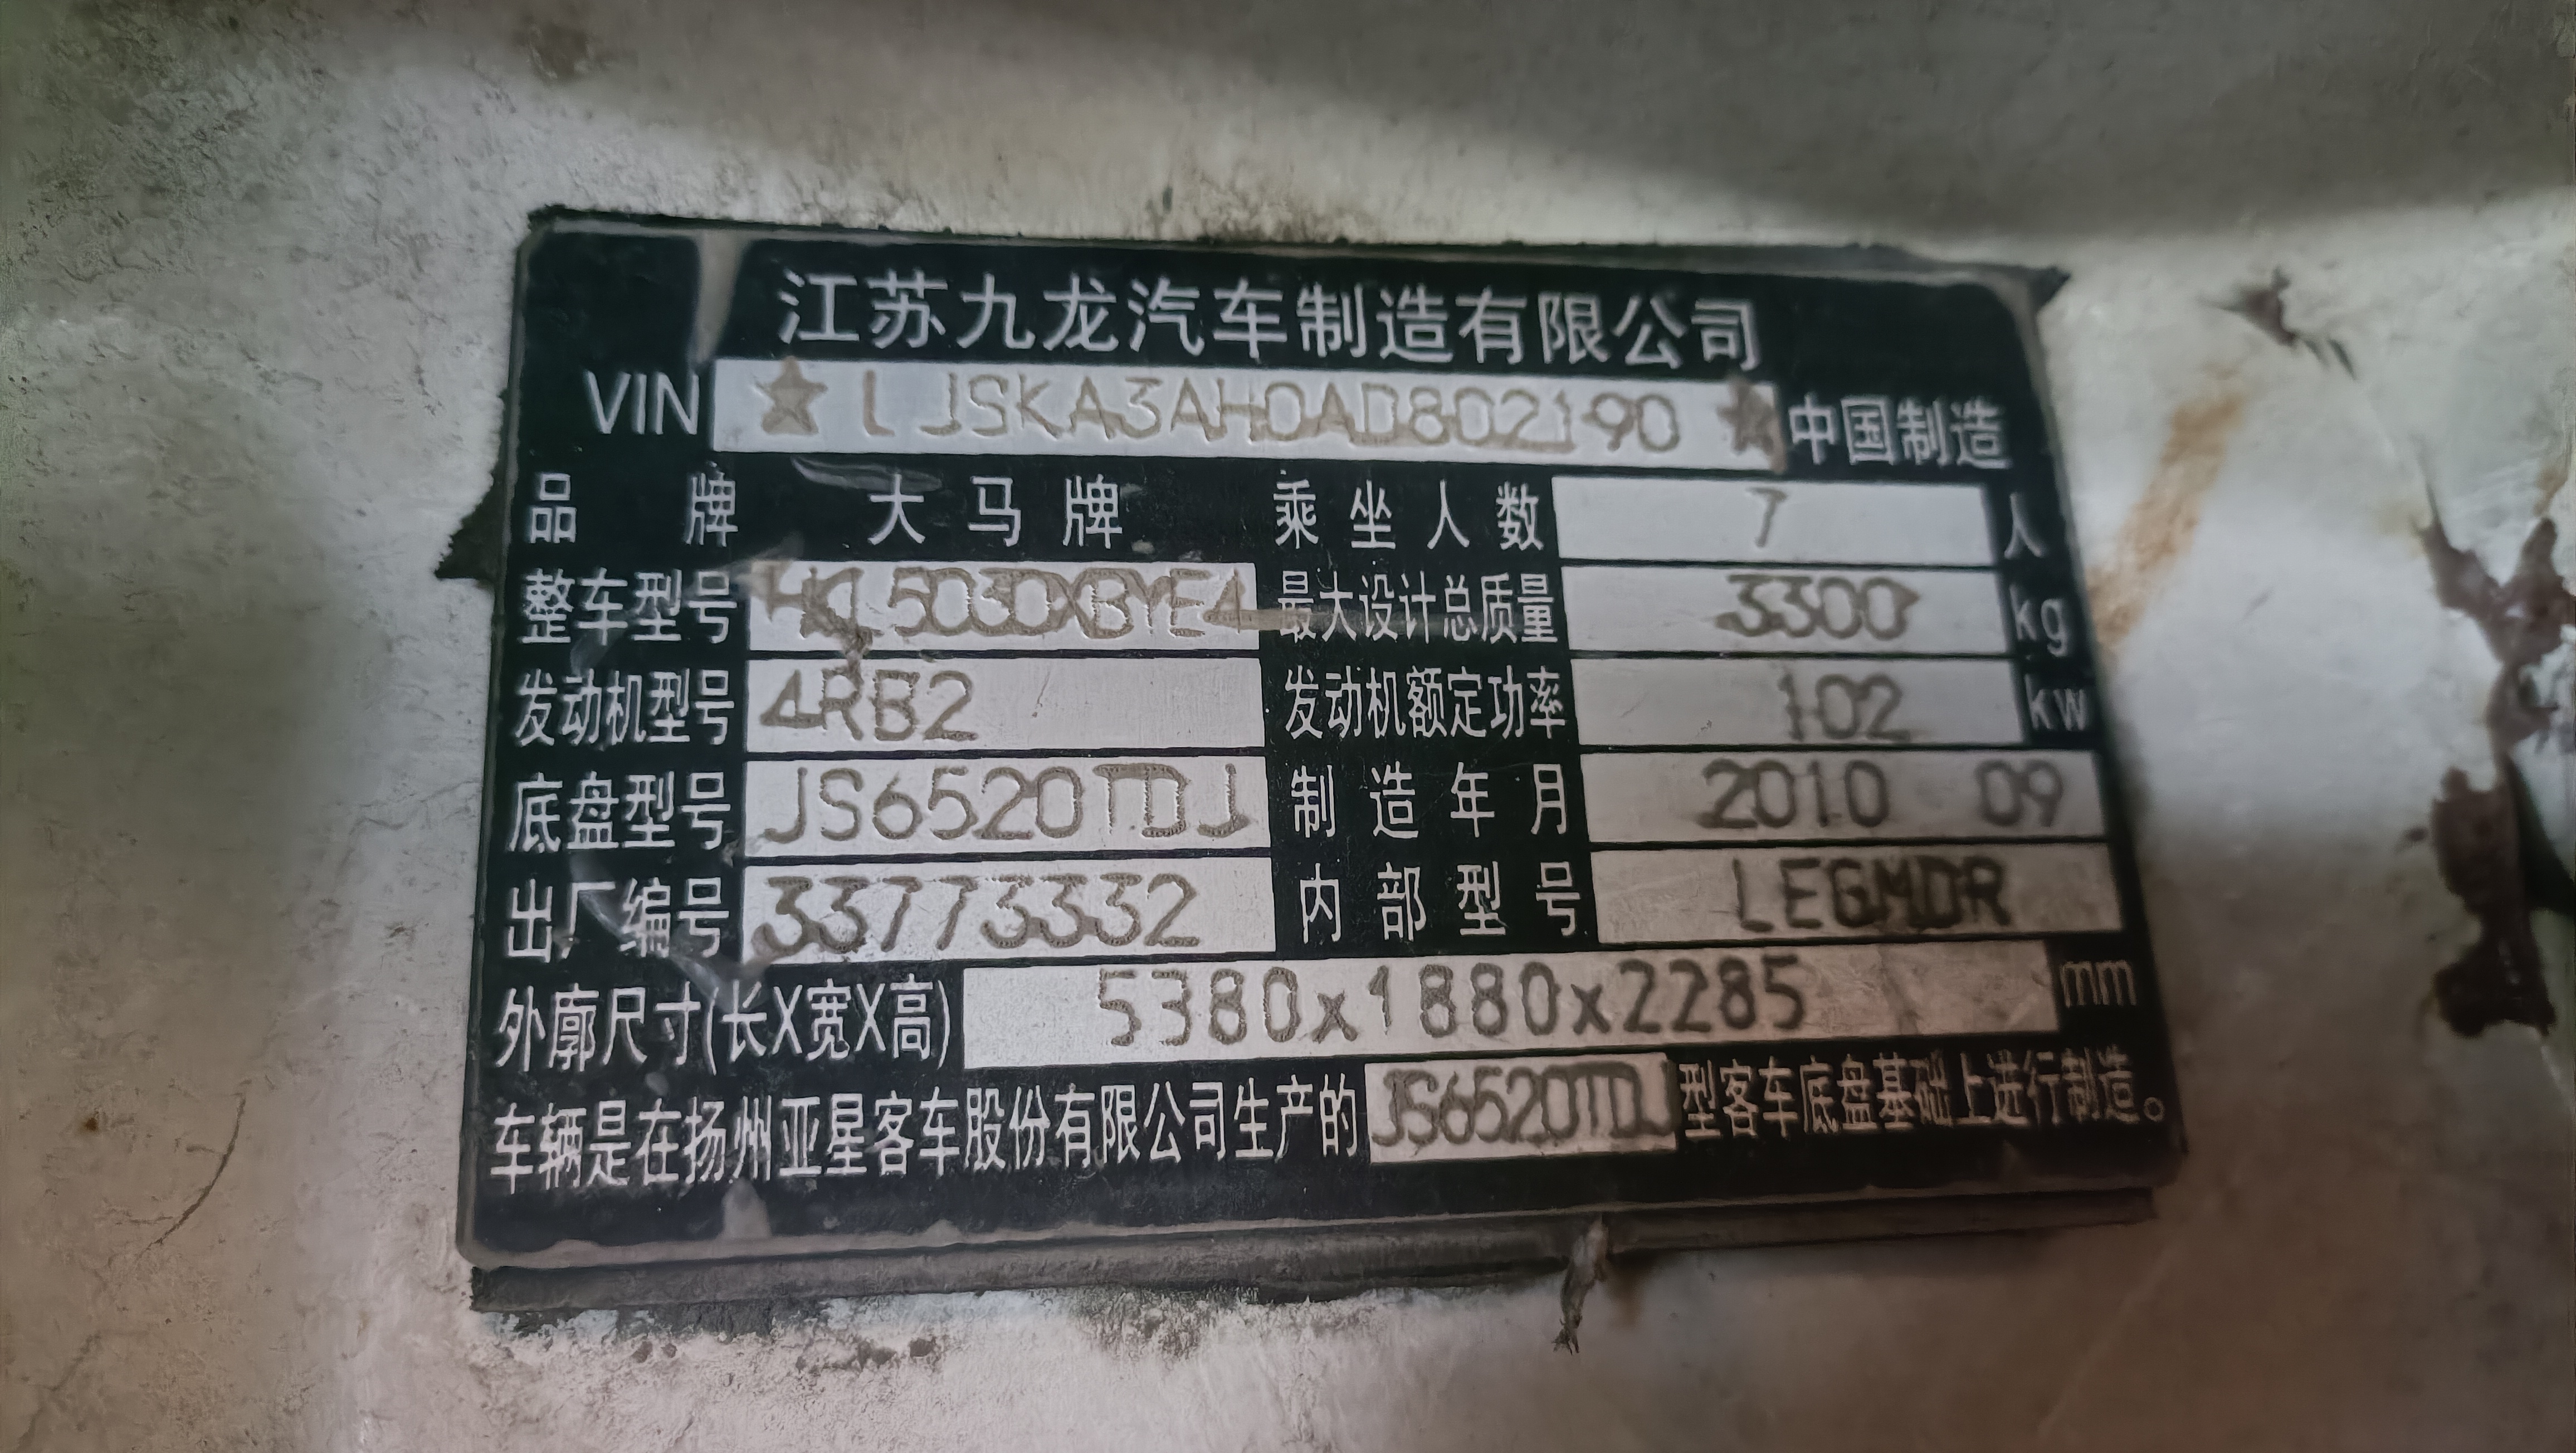 江苏九龙汽车制造有限公司
VIN ★LJSKA3AH0AD802190★ 中国制造
品 牌 大马牌 乘坐人数 7 人
整车型号 HKL5030XBYE4 最大设计总质量 3300 kg
发动机型号 4RB2 发动机额定功率 102 kw
底盘型号 JS6520TDJ 制造年月 2010 09
出厂编号 33773332 内部型号 LEGMDR
外廓尺寸(长X宽X高) 5380x1880x2285 mm
车辆是在扬州亚星客车股份有限公司生产的 JS6520TDJ 型客车底盘基础上进行制造。